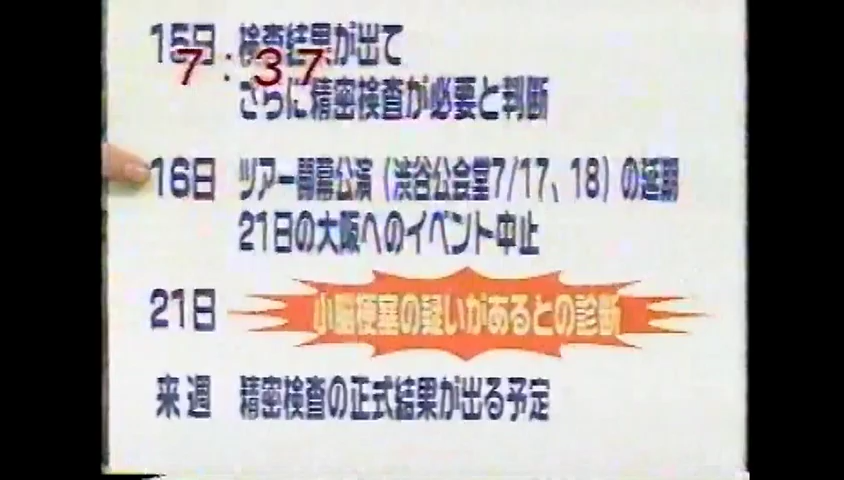 15日 検査結果が出て
7:37
さらに精密検査が必要と判断
16日 ツアー開幕公演(渋谷公会堂7/17、18)の延期
21日の大阪へのイベント中止
21日 小脳梗塞の疑いがあるとの診断
来週 精密検査の正式結果が出る予定